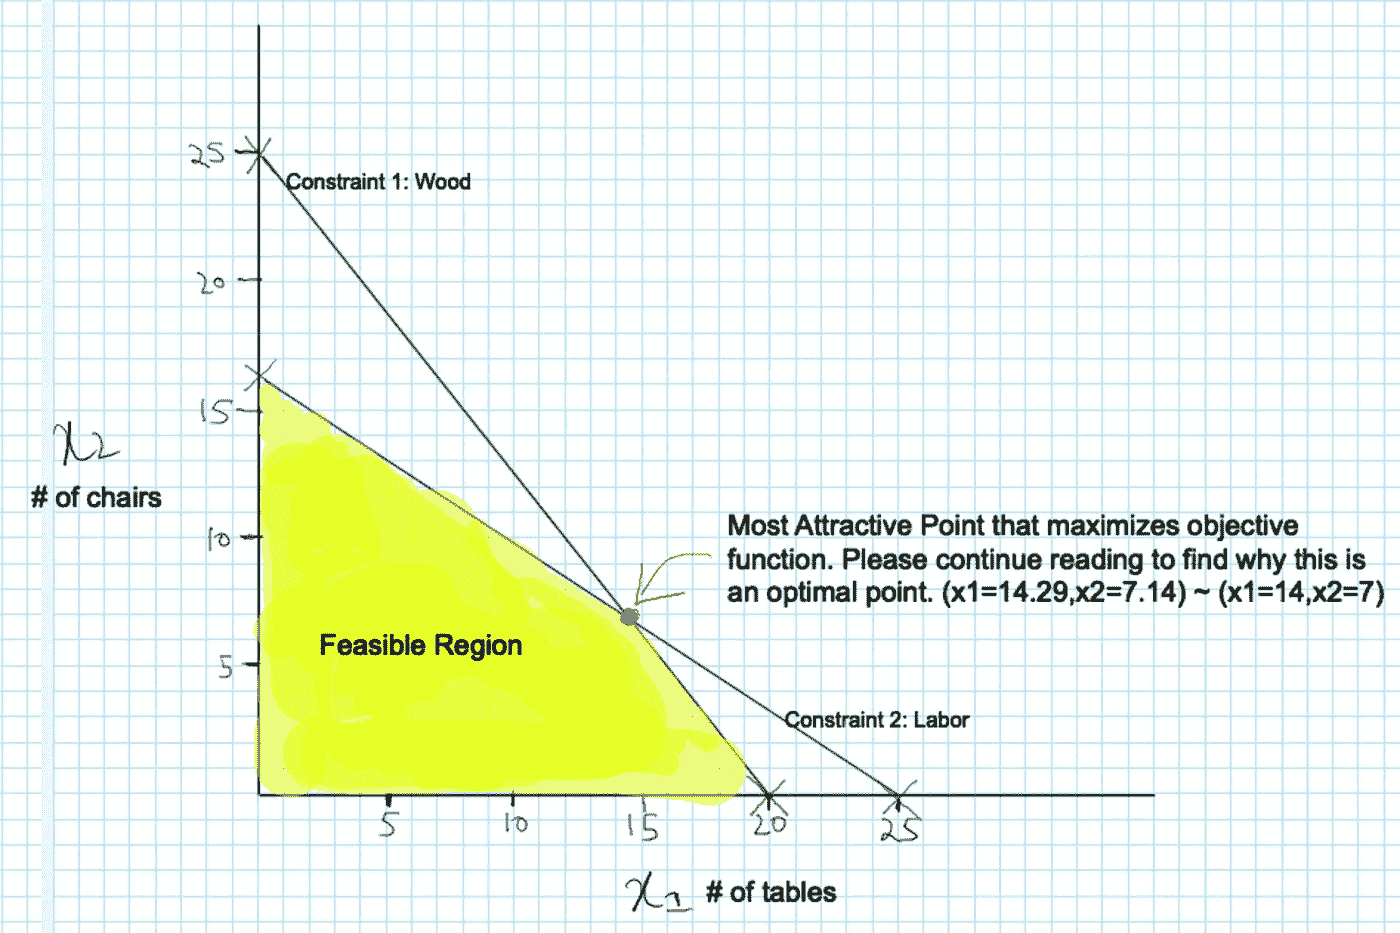 25
Constraint 1: Wood
20
15
x2
# of chairs
10
Most Attractive Point that maximizes objective
function. Please continue reading to find why this is
an optimal point. (x1=14.29,x2=7.14) ~ (x1=14,x2=7)
Feasible Region
5
Constraint 2: Labor
5 10 15 20 25
x1 # of tables